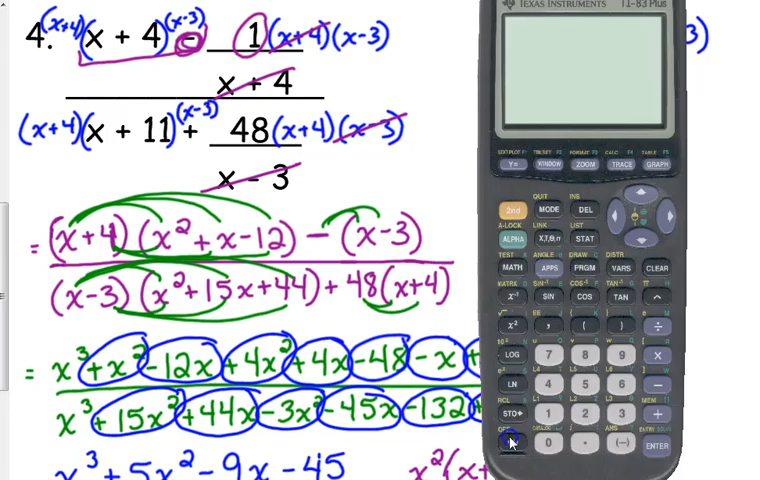 4. (x+4)(x + 4)(x-3) - 1(x+4)(x-3)
x + 4
(x+4)(x + 11)(x-3) + 48(x+4)(x-3)
x - 3
= (x+4)(x²+x-12) - (x-3)
(x-3)(x²+15x+44) + 48(x+4)
= x³+x²-12x+4x²+4x-48-x+
x³+15x²+44x-3x²-45x-132+
x³+5x²-9x-45 x²(x+
3)
TEXAS INSTRUMENTS TI-83 Plus
STAT PLOT F1 TBLSET F2 FORMAT F3 CALC F4 TABLE F5
Y= WINDOW ZOOM TRACE GRAPH
QUIT INS
2nd MODE DEL
A-LOCK LINK LIST
ALPHA X,T,θ,n STAT
TEST A ANGLE B DRAW C DISTR
MATH APPS PRGM VARS CLEAR
MATRX D SIN⁻¹ E COS⁻¹ F TAN⁻¹ G π H
x⁻¹ SIN COS TAN ^
x² , ( ) ÷
LOG 7 8 9 ×
LN 4 5 6 −
RCL X MEM
STO→ 1 2 3 +
CATALOG ANS ENTRY SOLVE
0 . (−) ENTER